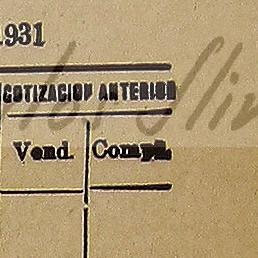 1931
COTIZACION ANTERIOR
Vend. Comp.